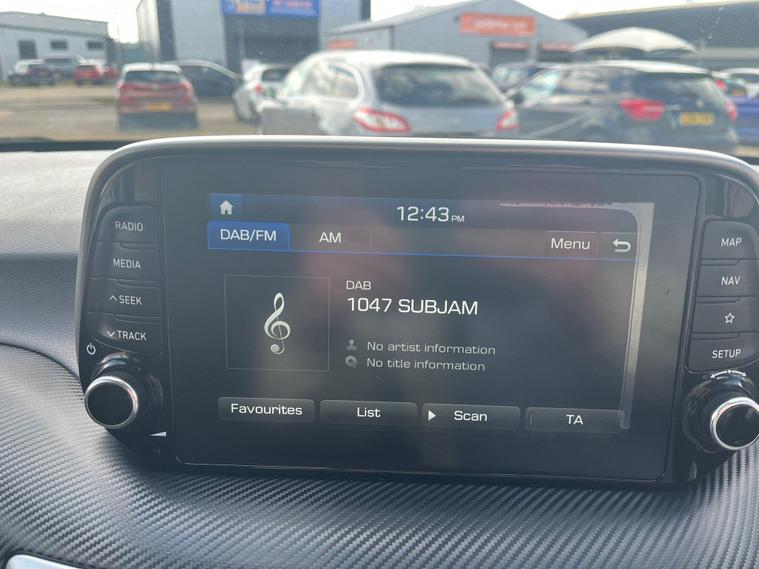 12:43 PM
DAB/FM
AM
Menu
DAB
1047 SUBJAM
No artist information
No title information
Favourites
List
Scan
TA
RADIO
MEDIA
SEEK
TRACK
MAP
NAV
SETUP